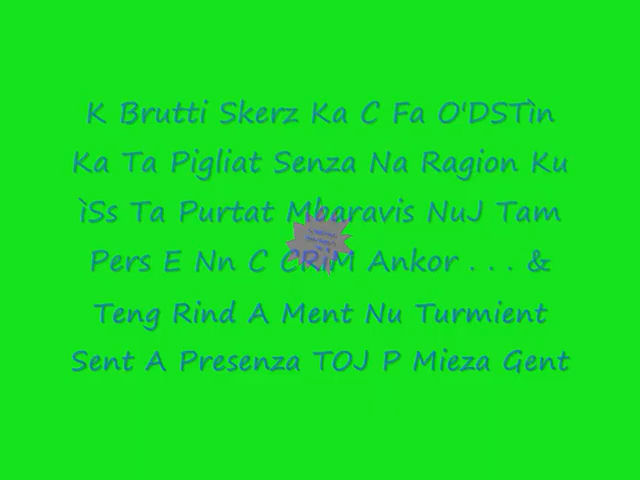 K Brutti Skerz Ka C Fa O'DSTìn
Ka Ta Pigliat Senza Na Ragion Ku
ìSs Ta Purtat Mbaravis NuJ Tam
Pers E Nn C CRiM Ankor . . . &
Teng Rind A Ment Nu Turmient
Sent A Presenza TOJ P Mieza Gent